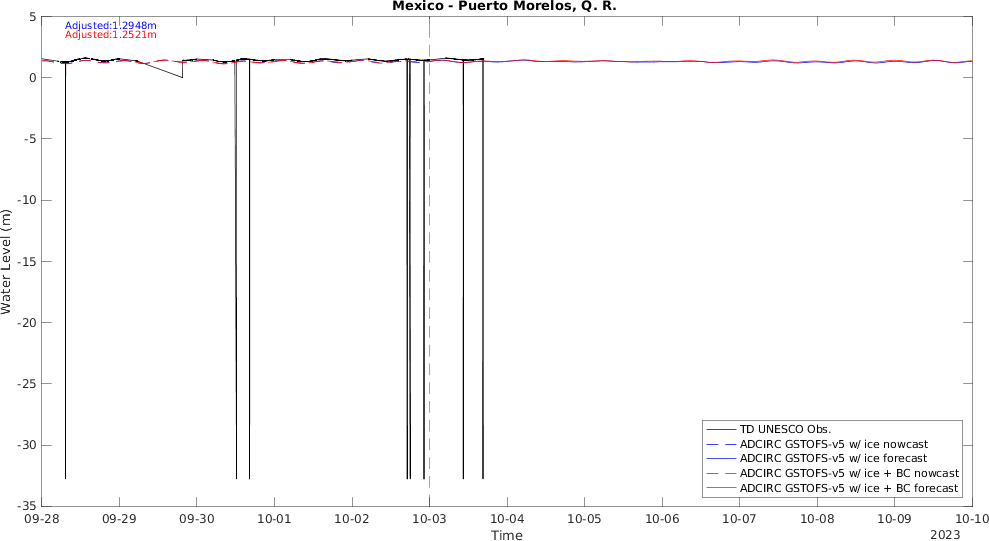 Mexico - Puerto Morelos, Q. R.
Adjusted:1.2948m
Adjusted:1.2521m
5
0
-5
-10
-15
-20
-25
-30
-35
Water Level (m)
TD UNESCO Obs.
ADCIRC GSTOFS-v5 w/ ice nowcast
ADCIRC GSTOFS-v5 w/ ice forecast
ADCIRC GSTOFS-v5 w/ ice + BC nowcast
ADCIRC GSTOFS-v5 w/ ice + BC forecast
09-28 09-29 09-30 10-01 10-02 10-03 10-04 10-05 10-06 10-07 10-08 10-09 10-10
Time
2023